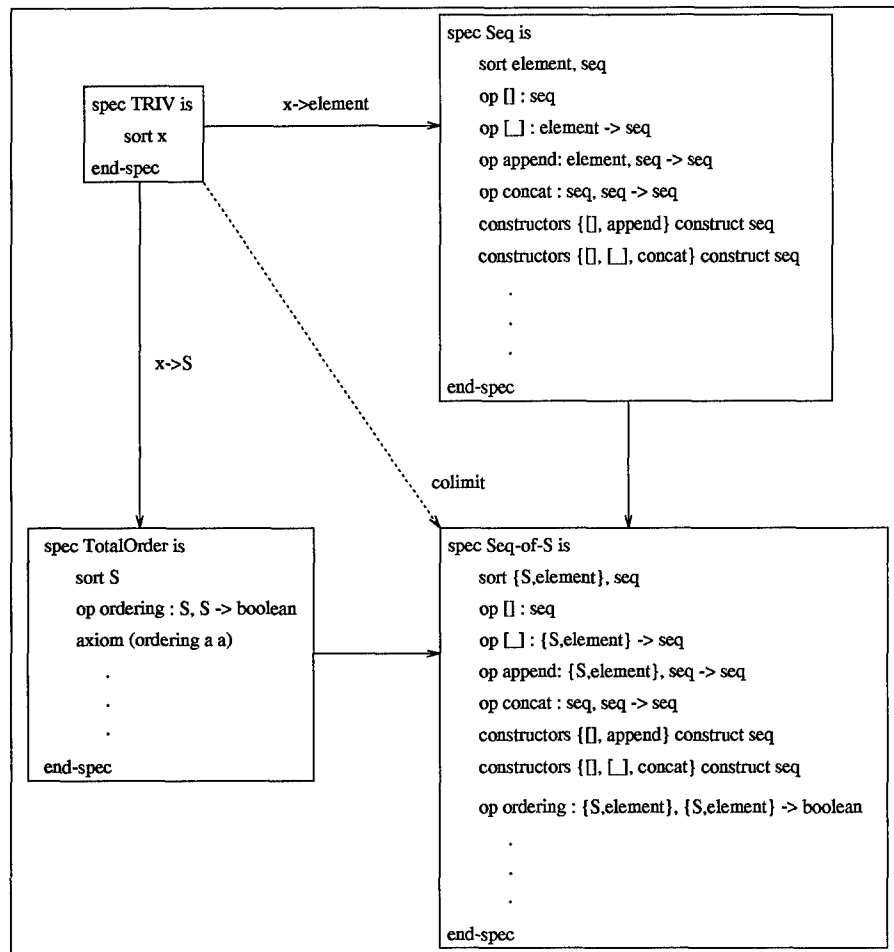 spec TRIV is
sort x
end-spec
x->element
spec Seq is
sort element, seq
op [] : seq
op [_] : element -> seq
op append: element, seq -> seq
op concat : seq, seq -> seq
constructors {[], append} construct seq
constructors {[], [_], concat} construct seq
.
.
.
end-spec
x->S
colimit
spec TotalOrder is
sort S
op ordering : S, S -> boolean
axiom (ordering a a)
.
.
.
end-spec
spec Seq-of-S is
sort {S,element}, seq
op [] : seq
op [_] : {S,element} -> seq
op append: {S,element}, seq -> seq
op concat : seq, seq -> seq
constructors {[], append} construct seq
constructors {[], [_], concat} construct seq
op ordering : {S,element}, {S,element} -> boolean
.
.
.
end-spec